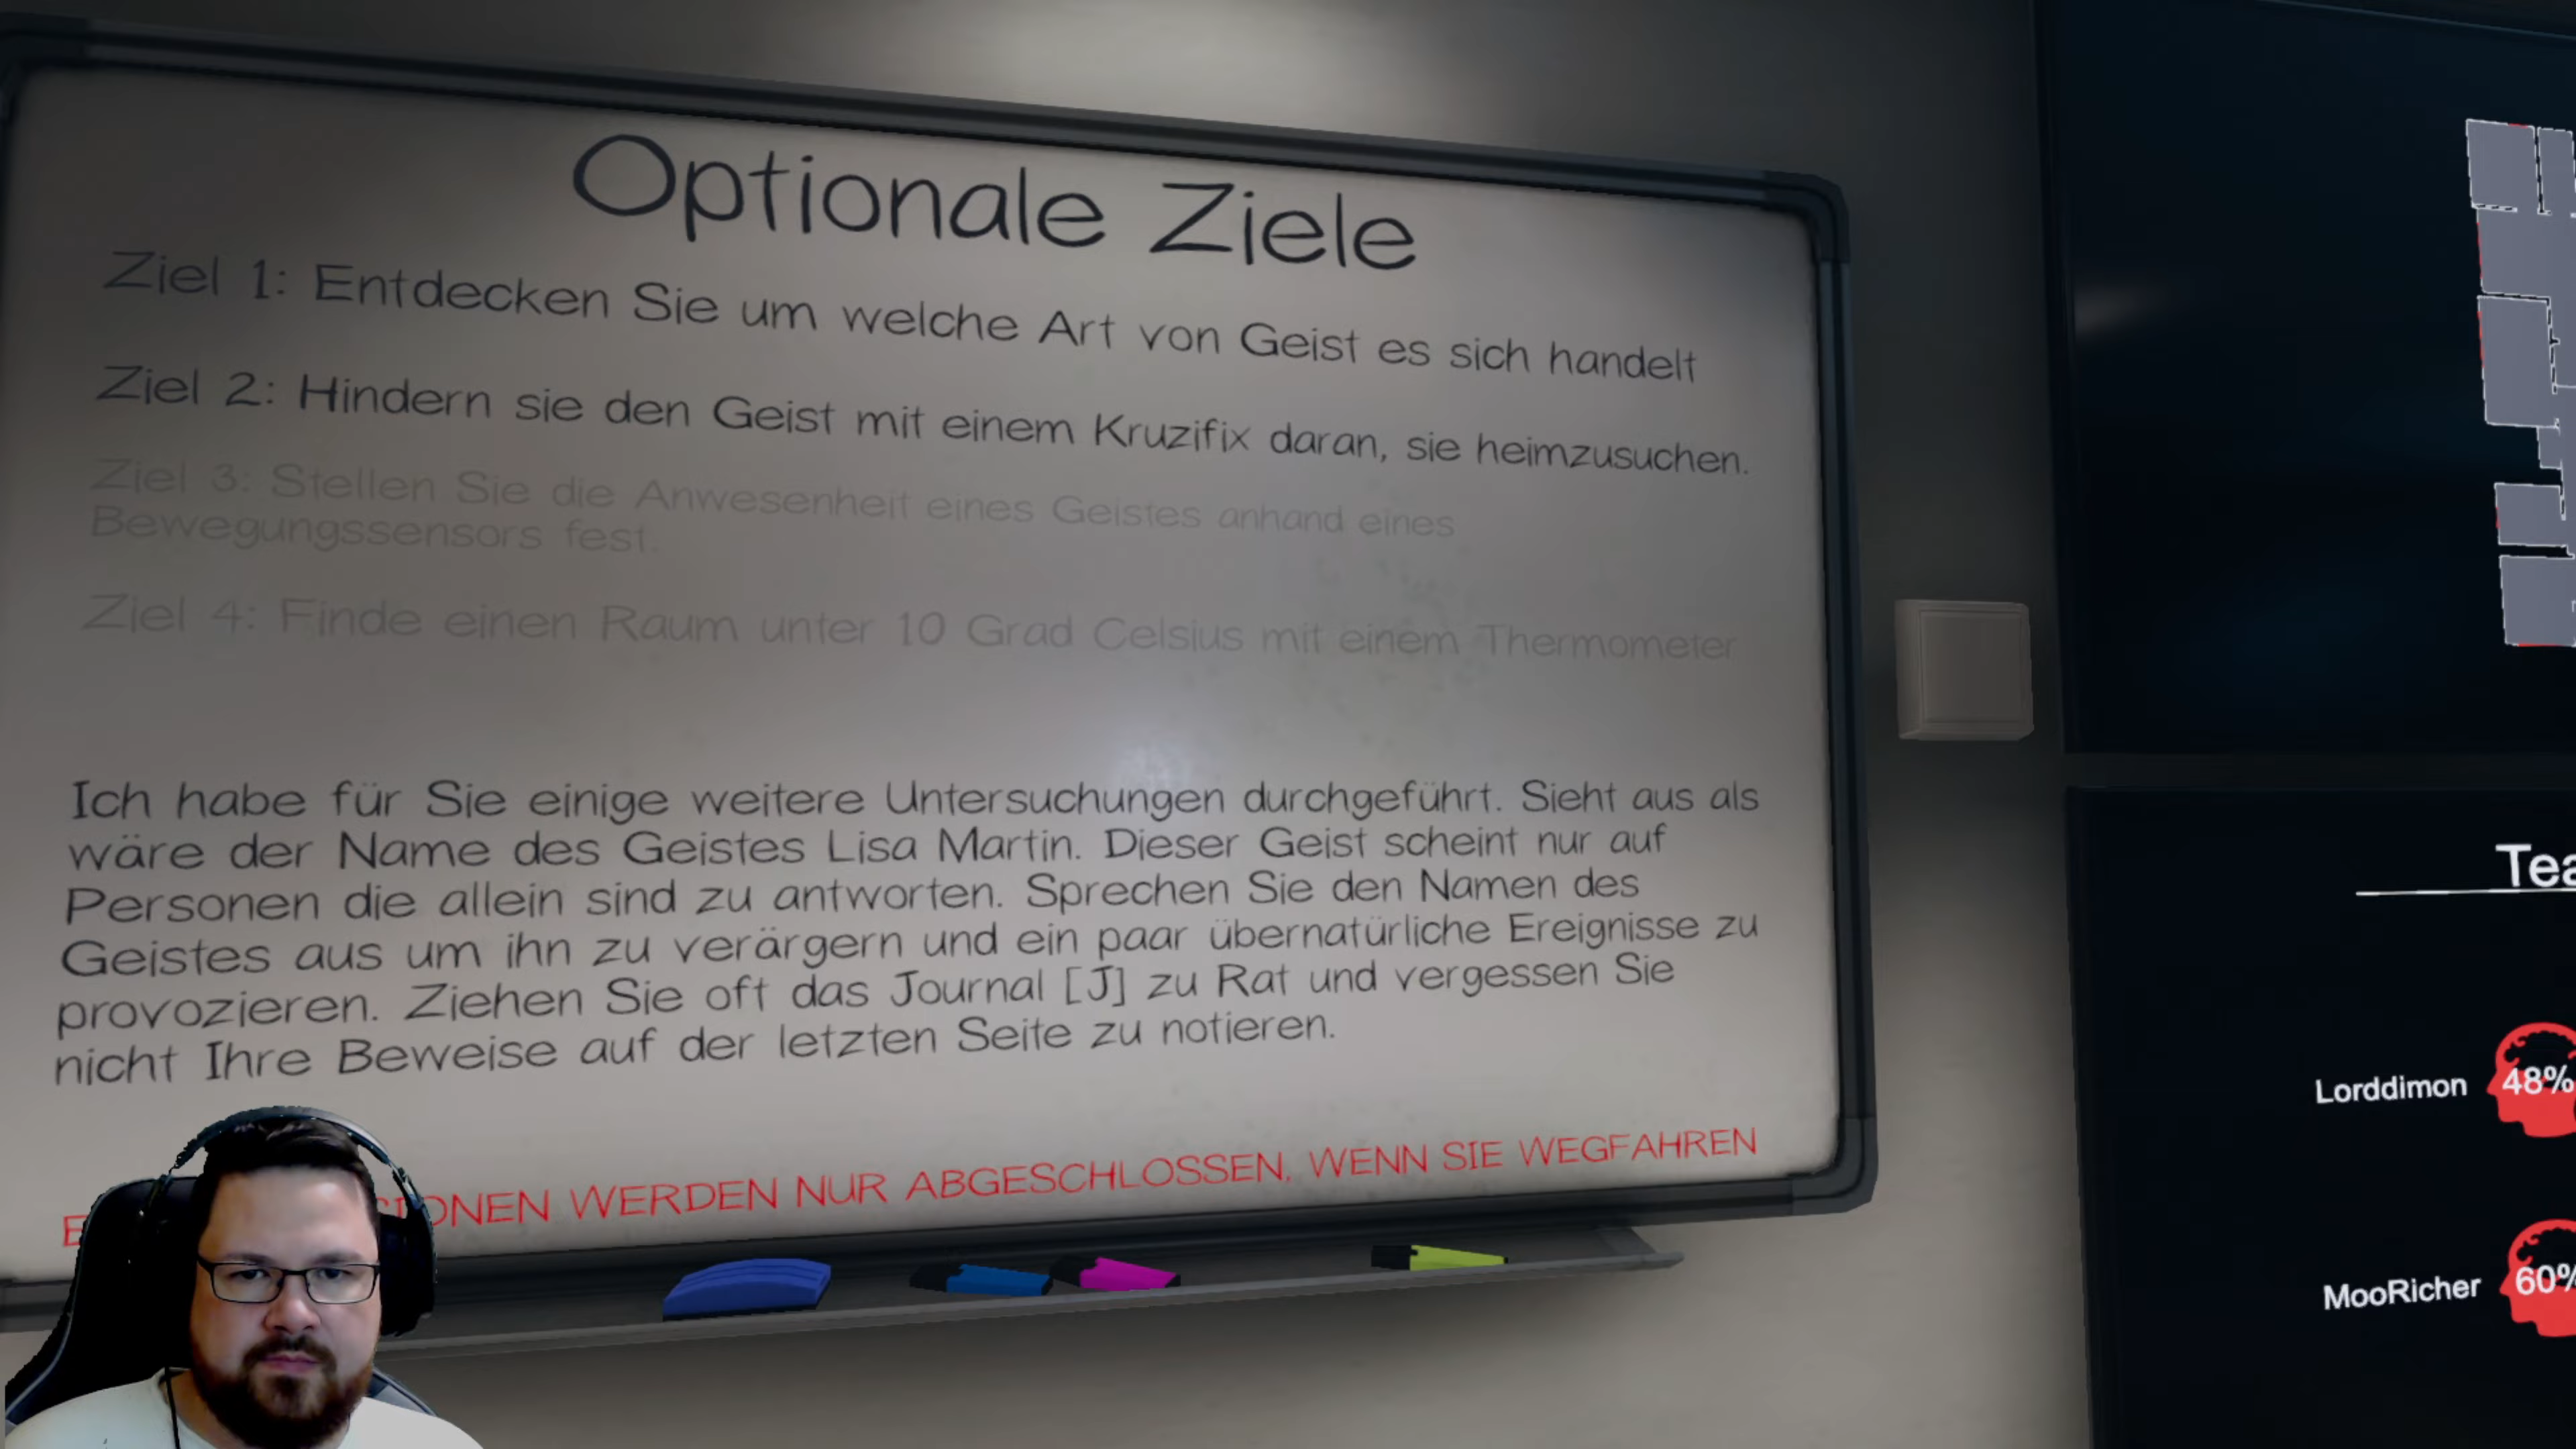 Optionale Ziele
Ziel 1: Entdecken Sie um welche Art von Geist es sich handelt
Ziel 2: Hindern sie den Geist mit einem Kruzifix daran, sie heimzusuchen.
Ziel 3: Stellen Sie die Anwesenheit eines Geistes anhand eines
Bewegungssensors fest.
Ziel 4: Finde einen Raum unter 10 Grad Celsius mit einem Thermometer
Ich habe für Sie einige weitere Untersuchungen durchgeführt. Sieht aus als
wäre der Name des Geistes Lisa Martin. Dieser Geist scheint nur auf
Personen die allein sind zu antworten. Sprechen Sie den Namen des
Geistes aus um ihn zu verärgern und ein paar übernatürliche Ereignisse zu
provozieren. Ziehen Sie oft das Journal [J] zu Rat und vergessen Sie
nicht Ihre Beweise auf der letzten Seite zu notieren.
WERDEN NUR ABGESCHLOSSEN, WENN SIE WEGFAHREN
Lorddimon 48%
MooRicher 60%